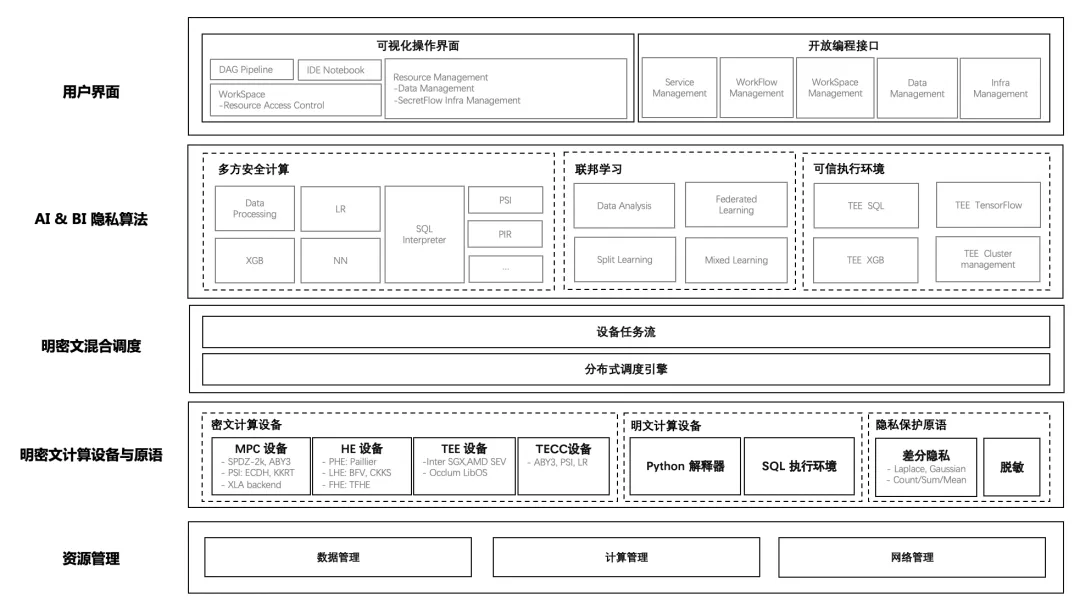 用户界面
可视化操作界面
DAG Pipeline
IDE Notebook
WorkSpace
-Resource Access Control
Resource Management
-Data Management
-SecretFlow Infra Management
开放编程接口
Service
Management
WorkFlow
Management
WorkSpace
Management
Data
Management
Infra
Management
AI & BI 隐私算法
多方安全计算
Data
Processing
LR
XGB
NN
SQL
Interpreter
PSI
PIR
...
联邦学习
Data Analysis
Federated
Learning
Split Learning
Mixed Learning
可信执行环境
TEE SQL
TEE TensorFlow
TEE XGB
TEE Cluster
management
明密文混合调度
设备任务流
分布式调度引擎
明密文计算设备与原语
密文计算设备
MPC 设备
- SPDZ-2k, ABY3
- PSI: ECDH, KKRT
- XLA backend
HE 设备
- PHE: Paillier
- LHE: BFV, CKKS
- FHE: TFHE
TEE 设备
-Inter SGX,AMD SEV
- Occlum LibOS
TECC设备
- ABY3, PSI, LR
明文计算设备
Python 解释器
SQL 执行环境
隐私保护原语
差分隐私
- Laplace, Gaussian
- Count/Sum/Mean
脱敏
资源管理
数据管理
计算管理
网络管理